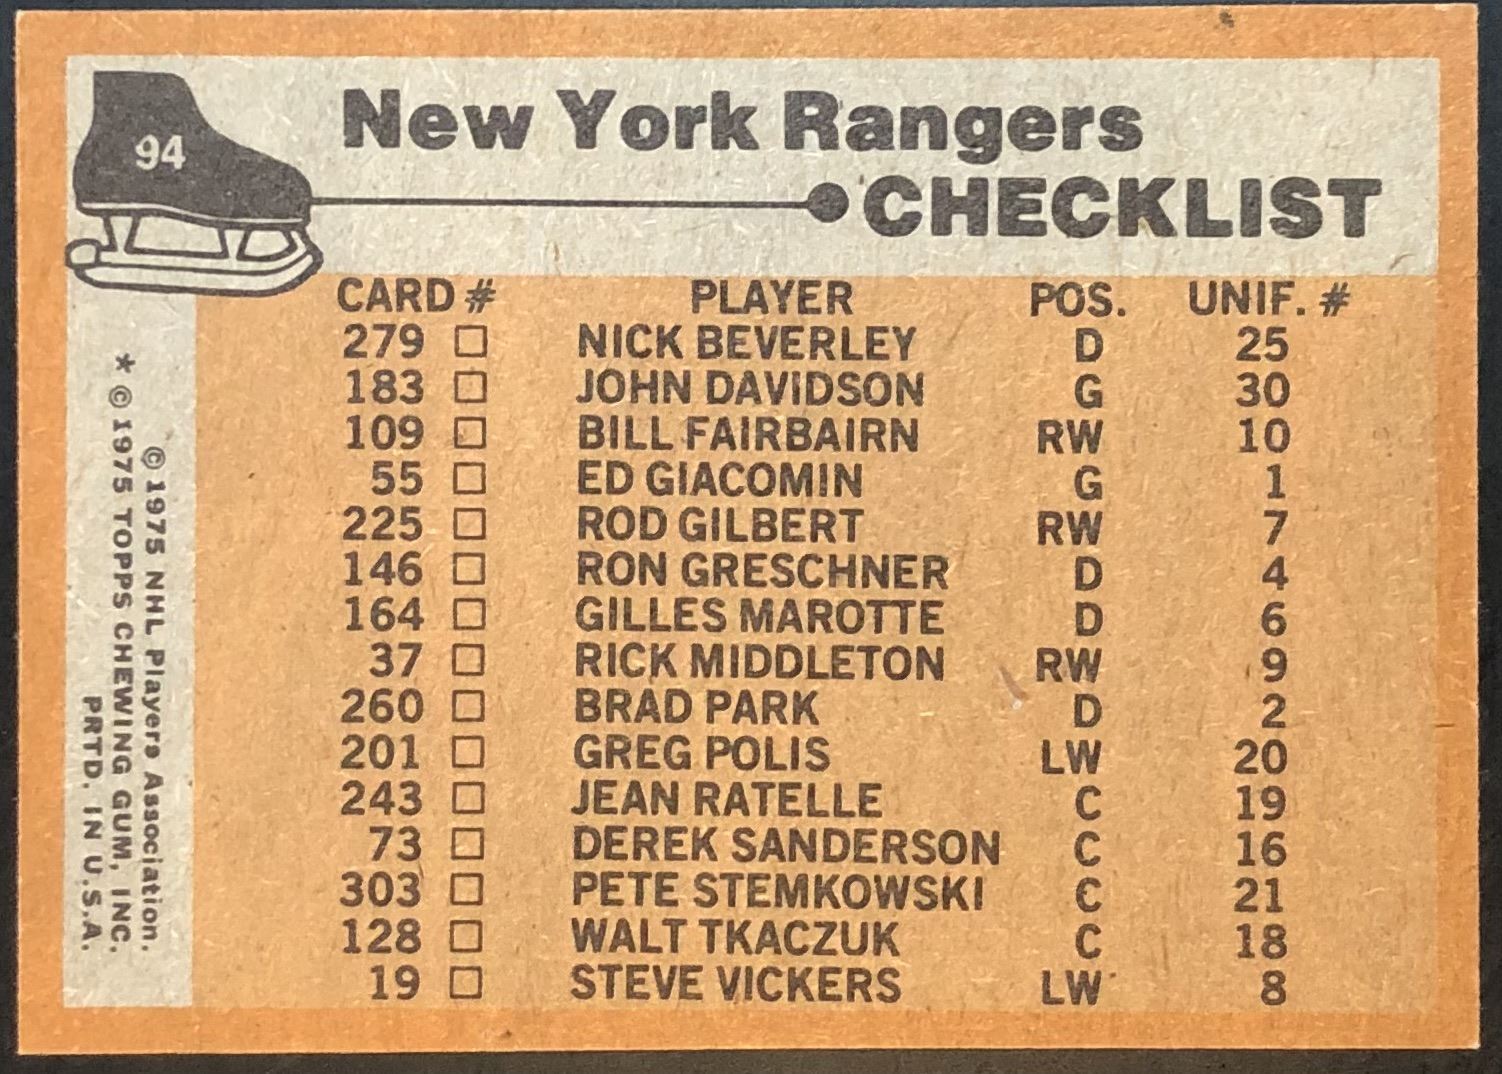 94
New York Rangers
CHECKLIST
CARD # PLAYER POS. UNIF. #
279 □ NICK BEVERLEY D 25
183 □ JOHN DAVIDSON G 30
109 □ BILL FAIRBAIRN RW 10
55 □ ED GIACOMIN G 1
225 □ ROD GILBERT RW 7
146 □ RON GRESCHNER D 4
164 □ GILLES MAROTTE D 6
37 □ RICK MIDDLETON RW 9
260 □ BRAD PARK D 2
201 □ GREG POLIS LW 20
243 □ JEAN RATELLE C 19
73 □ DEREK SANDERSON C 16
303 □ PETE STEMKOWSKI C 21
128 □ WALT TKACZUK C 18
19 □ STEVE VICKERS LW 8
© 1975 NHL Players Association.
* © 1975 TOPPS CHEWING GUM, INC.
PRTD. IN U.S.A.